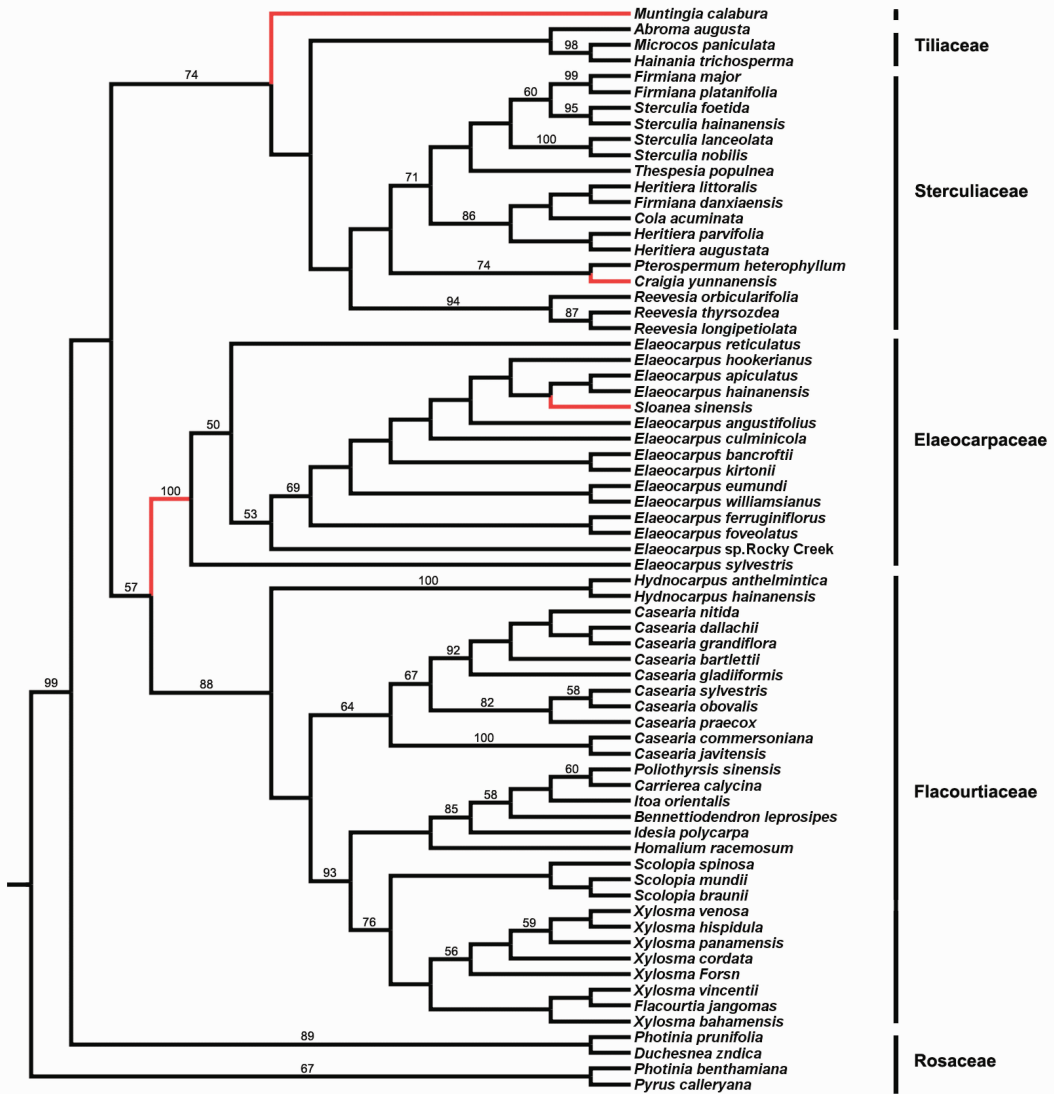 Muntingia calabura
Abroma augusta
Microcos paniculata
98
Hainania trichosperma
Tiliaceae
74
Firmiana major
99
Firmiana platanifolia
60
Sterculia foetida
95
Sterculia hainanensis
Sterculia lanceolata
100
Sterculia nobilis
Thespesia populnea
71
Heritiera littoralis
Sterculiaceae
Firmiana danxiaensis
Cola acuminata
86
Heritiera parvifolia
Heritiera augustata
Pterospermum heterophyllum
74
Craigia yunnanensis
Reevesia orbicularifolia
94
Reevesia thyrsozdea
87
Reevesia longipetiolata
Elaeocarpus reticulatus
Elaeocarpus hookerianus
Elaeocarpus apiculatus
Elaeocarpus hainanensis
Sloanea sinensis
Elaeocarpus angustifolius
50
Elaeocarpus culminicola
Elaeocarpaceae
Elaeocarpus bancroftii
Elaeocarpus kirtonii
Elaeocarpus eumundi
69
100
Elaeocarpus williamsianus
Elaeocarpus ferruginiflorus
53
Elaeocarpus foveolatus
Elaeocarpus sp.Rocky Creek
Elaeocarpus sylvestris
Hydnocarpus anthelmintica
100
57
Hydnocarpus hainanensis
Casearia nitida
Casearia dallachii
Casearia grandiflora
92
Casearia bartlettii
Casearia gladiiformis
67
99
88
Casearia sylvestris
58
Casearia obovalis
82
64
Casearia praecox
Casearia commersoniana
100
Casearia javitensis
Poliothyrsis sinensis
60
Carrierea calycina
Flacourtiaceae
Itoa orientalis
58
Bennettiodendron leprosipes
85
Idesia polycarpa
Homalium racemosum
Scolopia spinosa
93
Scolopia mundii
Scolopia braunii
Xylosma venosa
76
Xylosma hispidula
59
Xylosma panamensis
56
Xylosma cordata
Xylosma Forsn
Xylosma vincentii
Flacourtia jangomas
Xylosma bahamensis
Photinia prunifolia
89
Duchesnea zndica
Rosaceae
Photinia benthamiana
67
Pyrus calleryana